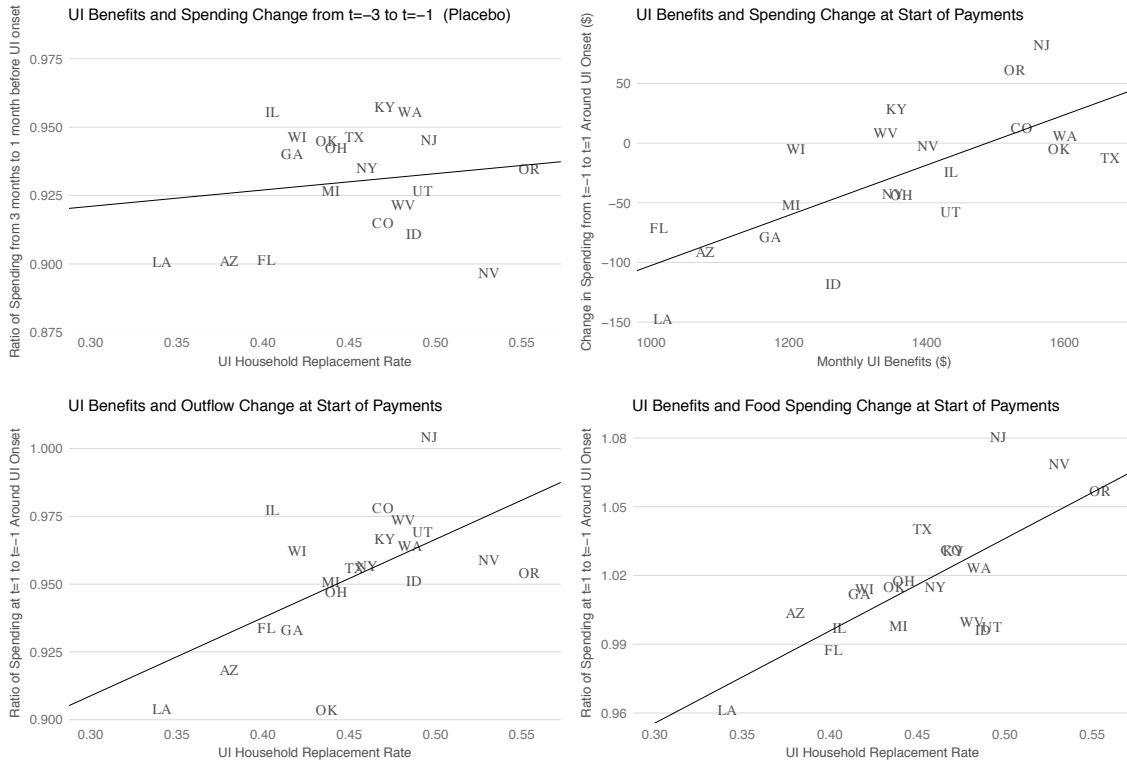 UI Benefits and Spending Change from t=−3 to t=−1 (Placebo)
Ratio of Spending from 3 months to 1 month before UI onset
0.975
0.950
0.925
0.900
0.875
IL
KY
WA
WI
OK
TX
NJ
OH
GA
NY
OR
MI
UT
WV
CO
ID
LA
AZ
FL
NV
0.30 0.35 0.40 0.45 0.50 0.55
UI Household Replacement Rate
UI Benefits and Spending Change at Start of Payments
Change in Spending from t=−1 to t=1 Around UI Onset ($)
50
0
−50
−100
−150
NJ
OR
KY
CO
WV
WA
WI
NV
OK
TX
IL
NY
OH
MI
UT
FL
GA
AZ
ID
LA
1000 1200 1400 1600
Monthly UI Benefits ($)
UI Benefits and Outflow Change at Start of Payments
Ratio of Spending at t=1 to t=−1 Around UI Onset
1.000
0.975
0.950
0.925
0.900
NJ
IL
CO
WV
UT
KY
WA
WI
NV
TX
NY
OR
MI
ID
OH
FL
GA
AZ
LA
OK
0.30 0.35 0.40 0.45 0.50 0.55
UI Household Replacement Rate
UI Benefits and Food Spending Change at Start of Payments
Ratio of Spending at t=1 to t=−1 Around UI Onset
1.08
1.05
1.02
0.99
0.96
NJ
NV
OR
TX
CO
KY
WA
OH
OK
NY
WI
GA
AZ
WV
IL
MI
ID
UT
FL
LA
0.30 0.35 0.40 0.45 0.50 0.55
UI Household Replacement Rate